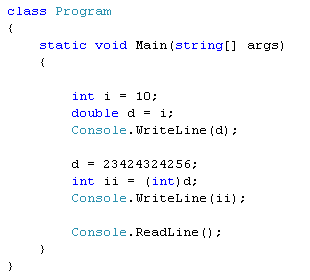 class Program
{
    static void Main(string[] args)
    {

        int i = 10;
        double d = i;
        Console.WriteLine(d);

        d = 23424324256;
        int ii = (int)d;
        Console.WriteLine(ii);

        Console.ReadLine();
    }
}